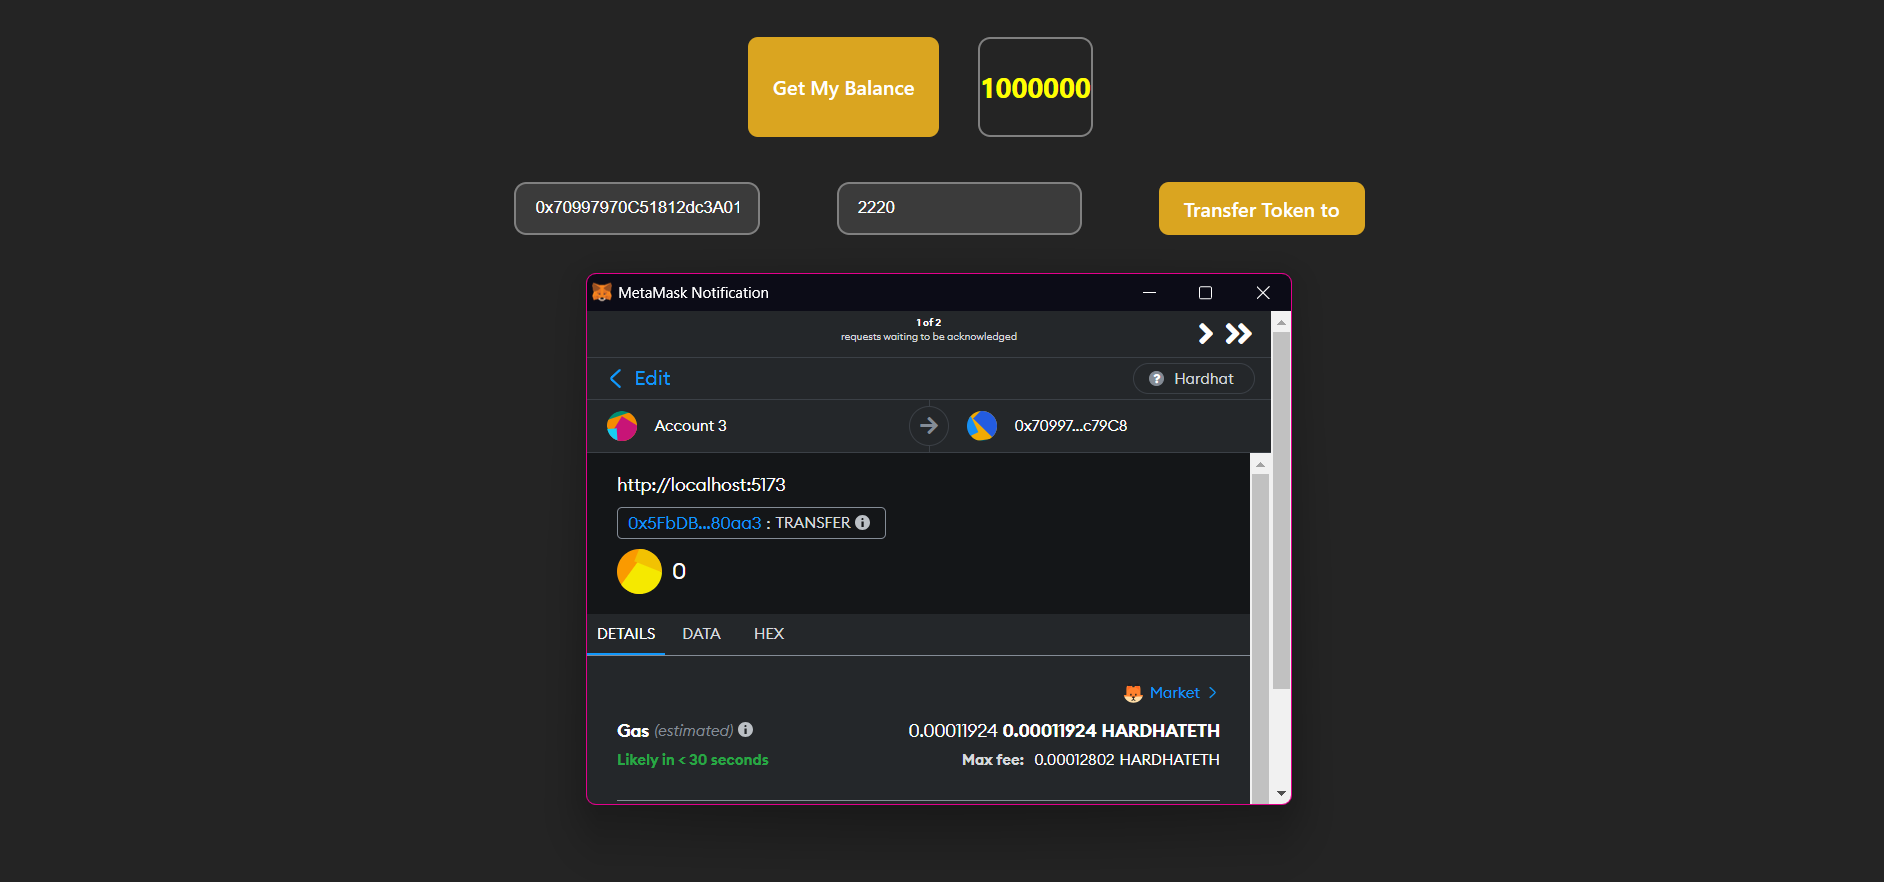 Get My Balance
1000000
0x70997970C51812dc3A01
2220
Transfer Token to
MetaMask Notification
1 of 2
requests waiting to be acknowledged
Edit
Hardhat
Account 3
0x70997...c79C8
http://localhost:5173
0x5FbDB...80aa3 : TRANSFER
0
DETAILS
DATA
HEX
Market
Gas (estimated)
0.00011924 0.00011924 HARDHATETH
Likely in < 30 seconds
Max fee: 0.00012802 HARDHATETH